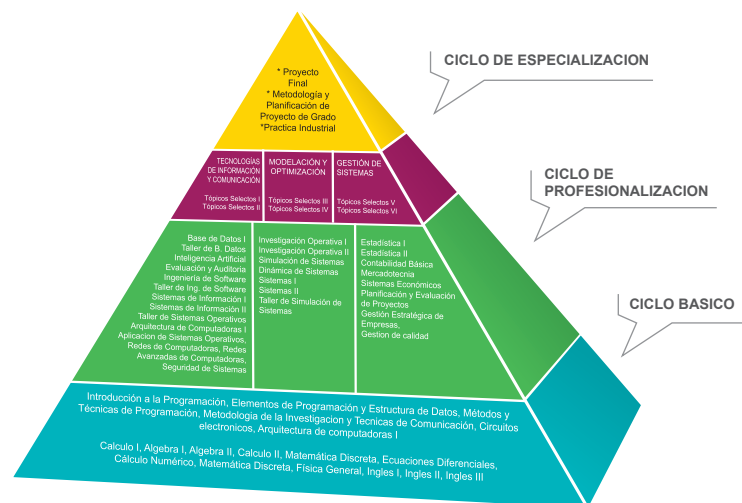 * Proyecto
Final
* Metodología y
Planificación de
Proyecto de Grado
*Practica Industrial
CICLO DE ESPECIALIZACION
TECNOLOGÍAS
DE INFORMACIÓN
Y COMUNICACIÓN
Tópicos Selectos I
Tópicos Selectos II
MODELACIÓN Y
OPTIMIZACIÓN
Tópicos Selectos III
Tópicos Selectos IV
GESTIÓN DE
SISTEMAS
Tópicos Selectos V
Tópicos Selectos VI
CICLO DE
PROFESIONALIZACION
Base de Datos I
Taller de B. Datos
Inteligencia Artificial
Evaluación y Auditoria
Ingeniería de Software
Taller de Ing. de Software
Sistemas de Información I
Sistemas de Información II
Taller de Sistemas Operativos
Arquitectura de Computadoras I
Aplicacion de Sistemas Operativos,
Redes de Computadoras, Redes
Avanzadas de Computadoras,
Seguridad de Sistemas
Investigación Operativa I
Investigación Operativa II
Simulación de Sistemas
Dinámica de Sistemas
Sistemas I
Sistemas II
Taller de Simulación de
Sistemas
Estadística I
Estadística II
Contabilidad Básica
Mercadotecnia
Sistemas Económicos
Planificación y Evaluación
de Proyectos
Gestión Estratégica de
Empresas,
Gestion de calidad
CICLO BASICO
Introducción a la Programación, Elementos de Programación y Estructura de Datos, Métodos y
Técnicas de Programación, Metodologia de la Investigacion y Tecnicas de Comunicación, Circuitos
electronicos, Arquitectura de computadoras I
Calculo I, Algebra I, Algebra II, Calculo II, Matemática Discreta, Ecuaciones Diferenciales,
Cálculo Numérico, Matemática Discreta, Física General, Ingles I, Ingles II, Ingles III